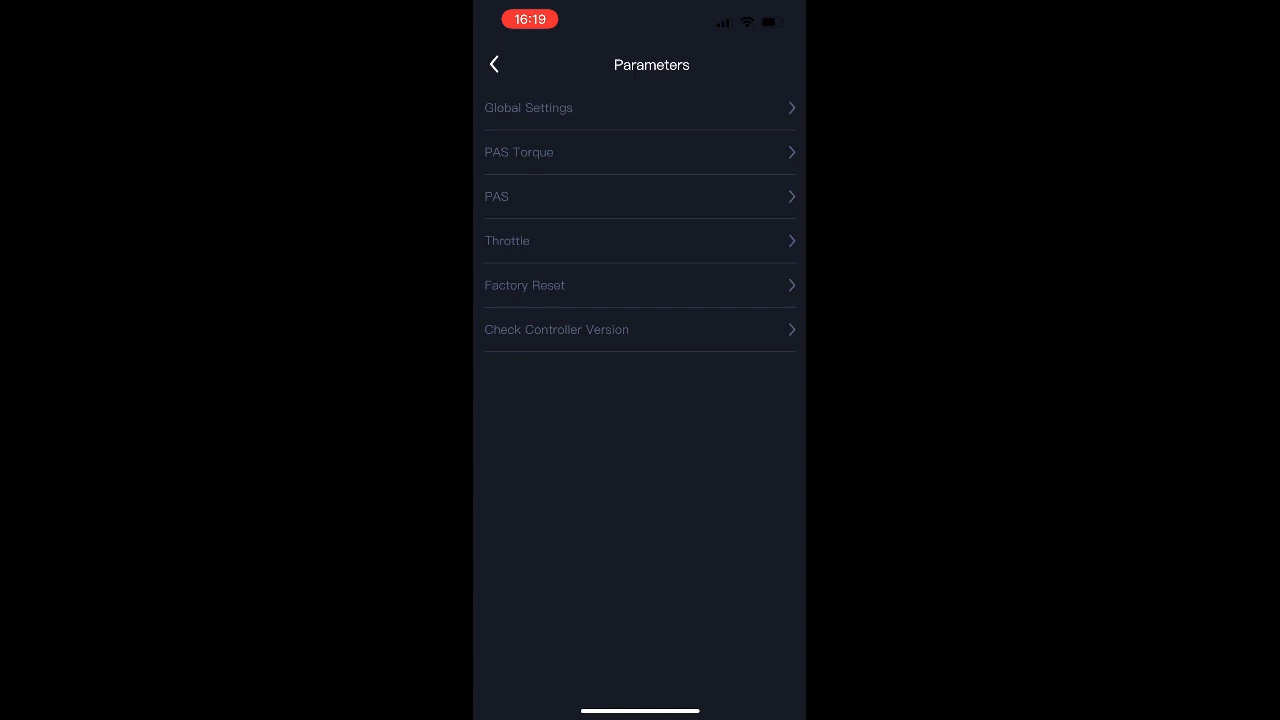 16:19
Parameters
Global Settings
PAS Torque
PAS
Throttle
Factory Reset
Check Controller Version